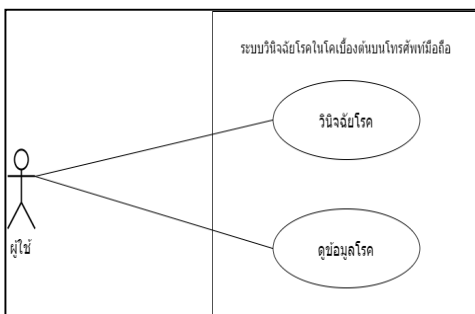 ระบบวินิจฉัยโรคในโคเบื้องต้นบนโทรศัพท์มือถือ
วินิจฉัยโรค
ผู้ใช้
ดูข้อมูลโรค